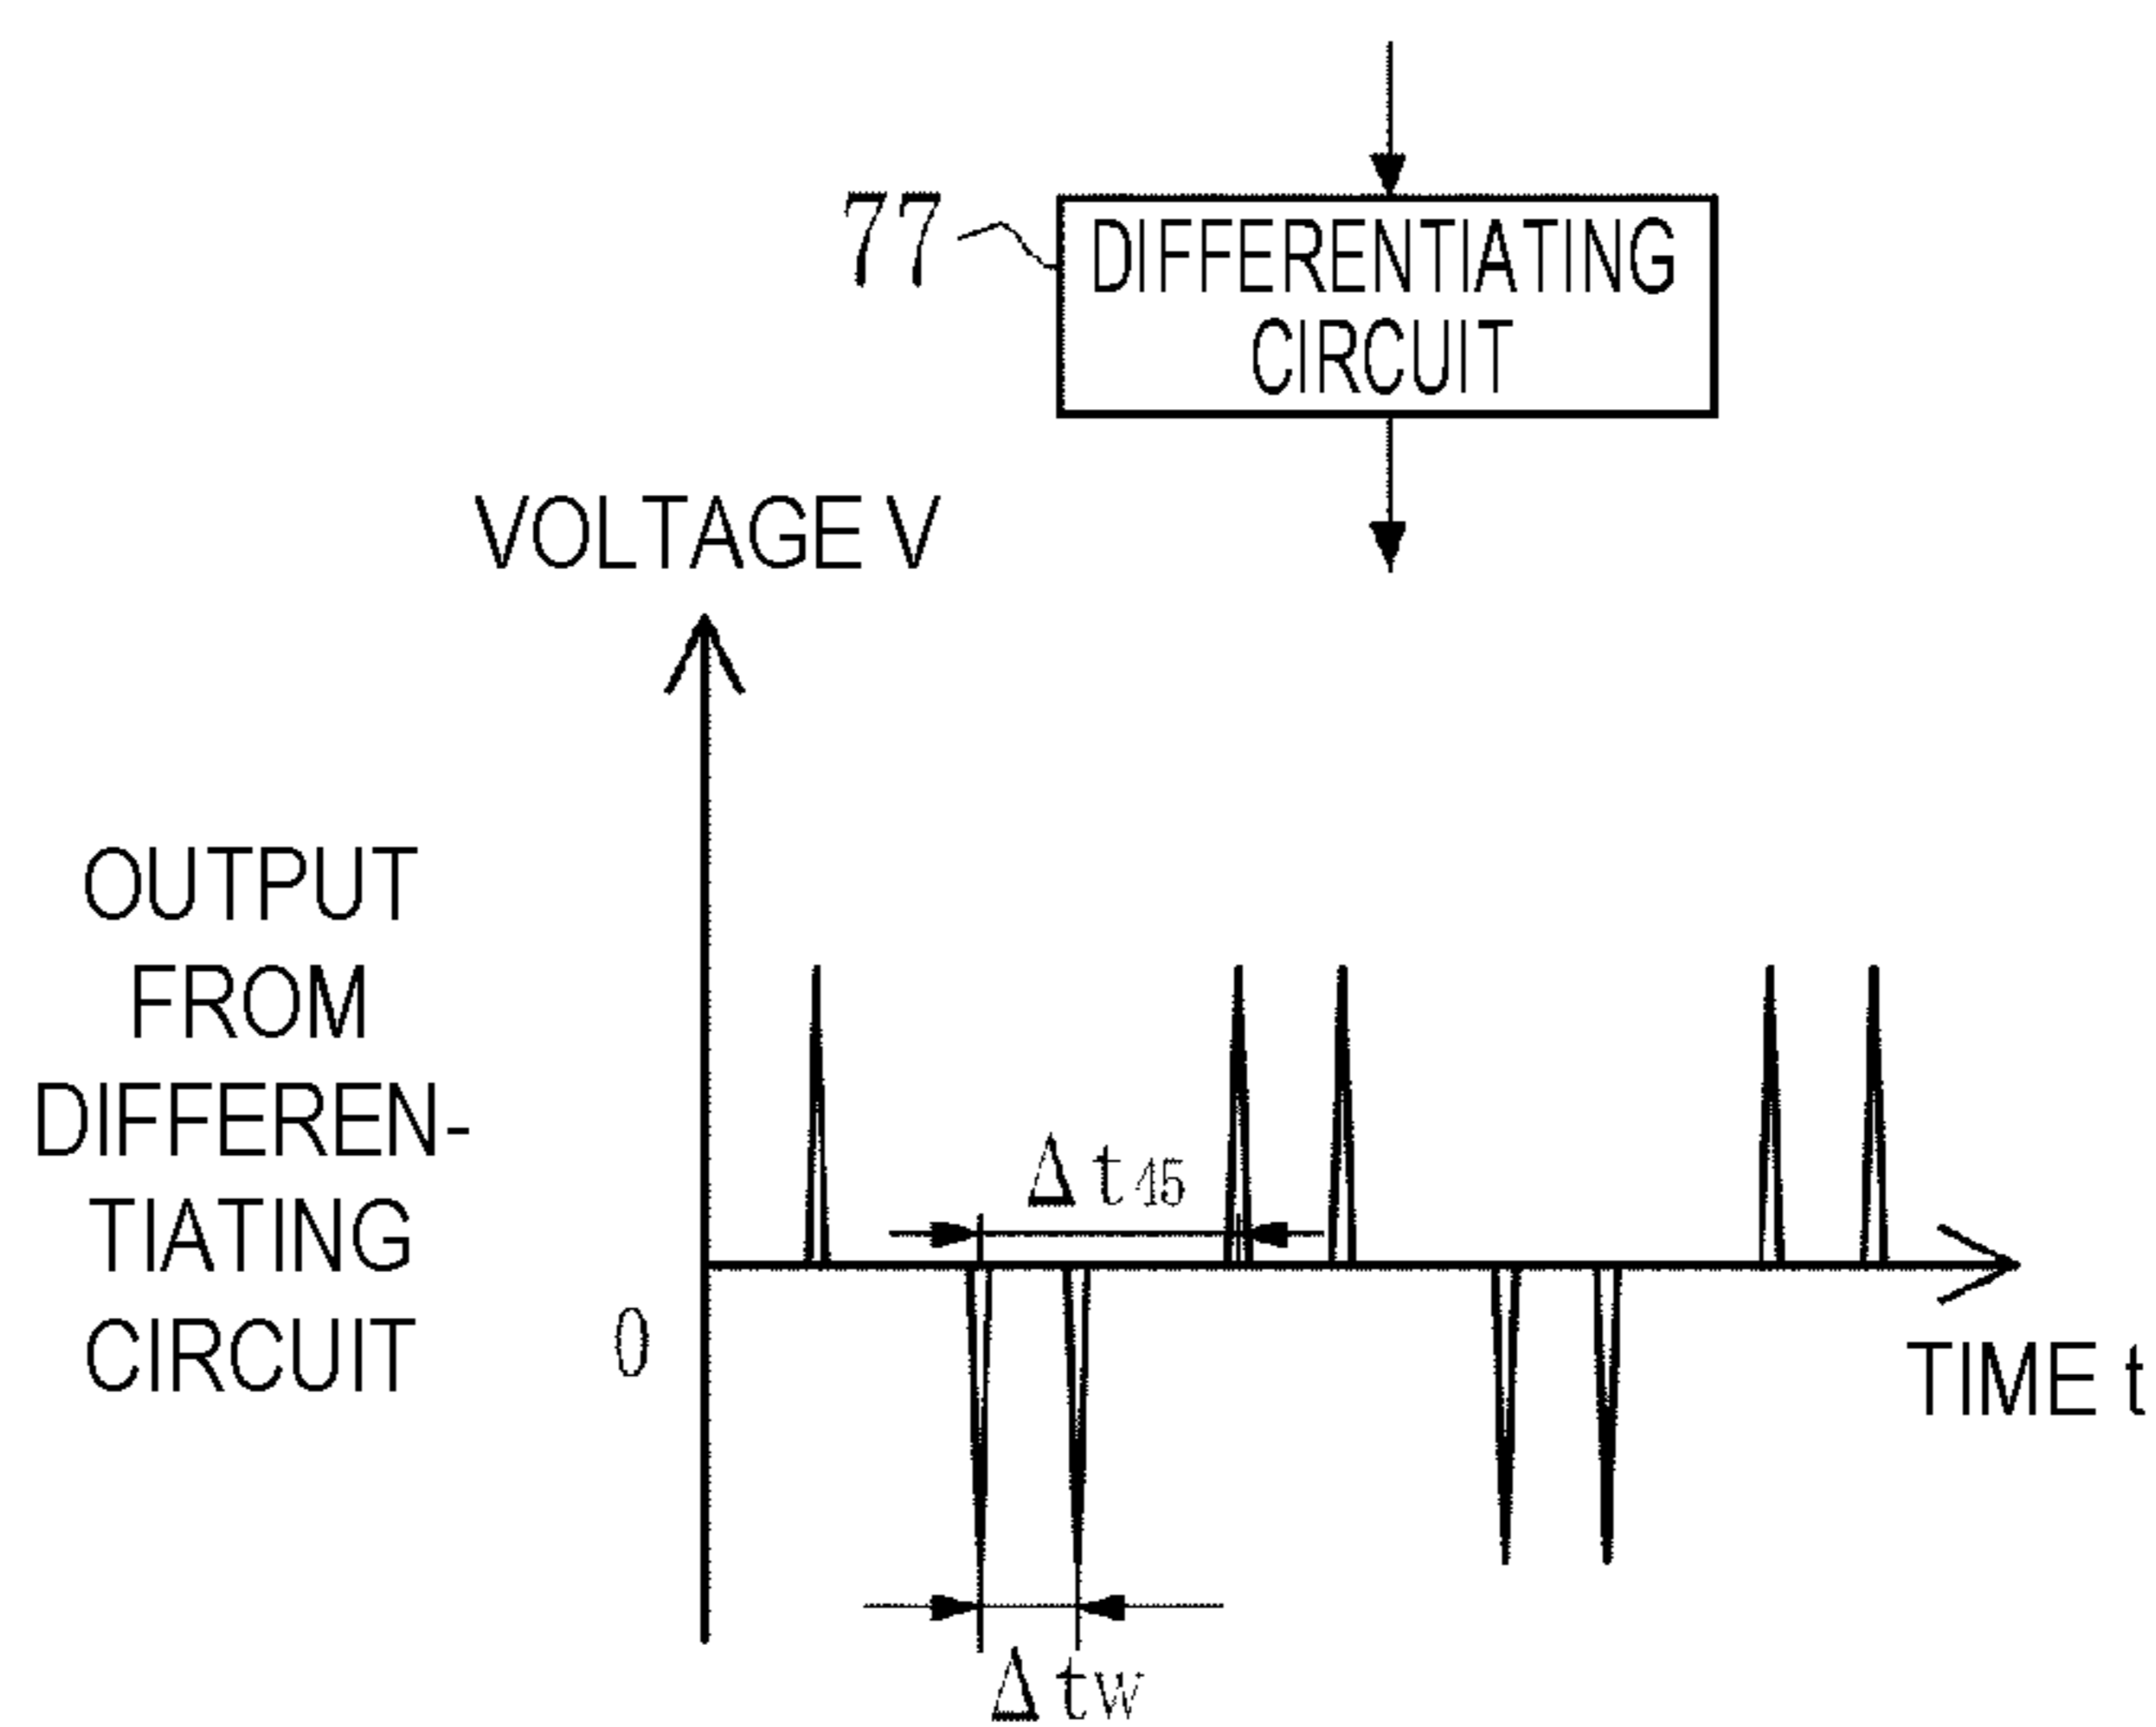 77
DIFFERENTIATING
CIRCUIT
VOLTAGE V
OUTPUT
FROM
DIFFEREN-
TIATING
CIRCUIT
Δt45
0
TIME t
Δtw